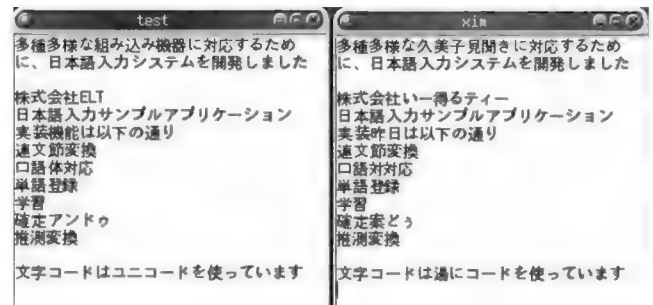 test
多種多様な組み込み機器に対応するため
に、日本語入力システムを開発しました
株式会社ELT
日本語入力サンプルアプリケーション
実装機能は以下の通り
連文節変換
口語体対応
単語登録
学習
確定アンドゥ
推測変換
文字コードはユニコードを使っています
xim
多種多様な久美子見聞きに対応するため
に、日本語入力システムを開発しました
株式会社いー得るティー
日本語入力サンプルアプリケーション
実装昨日は以下の通り
連文節変換
口語対対応
単語登録
学習
確定案どぅ
推測変換
文字コードは湯にコードを使っています